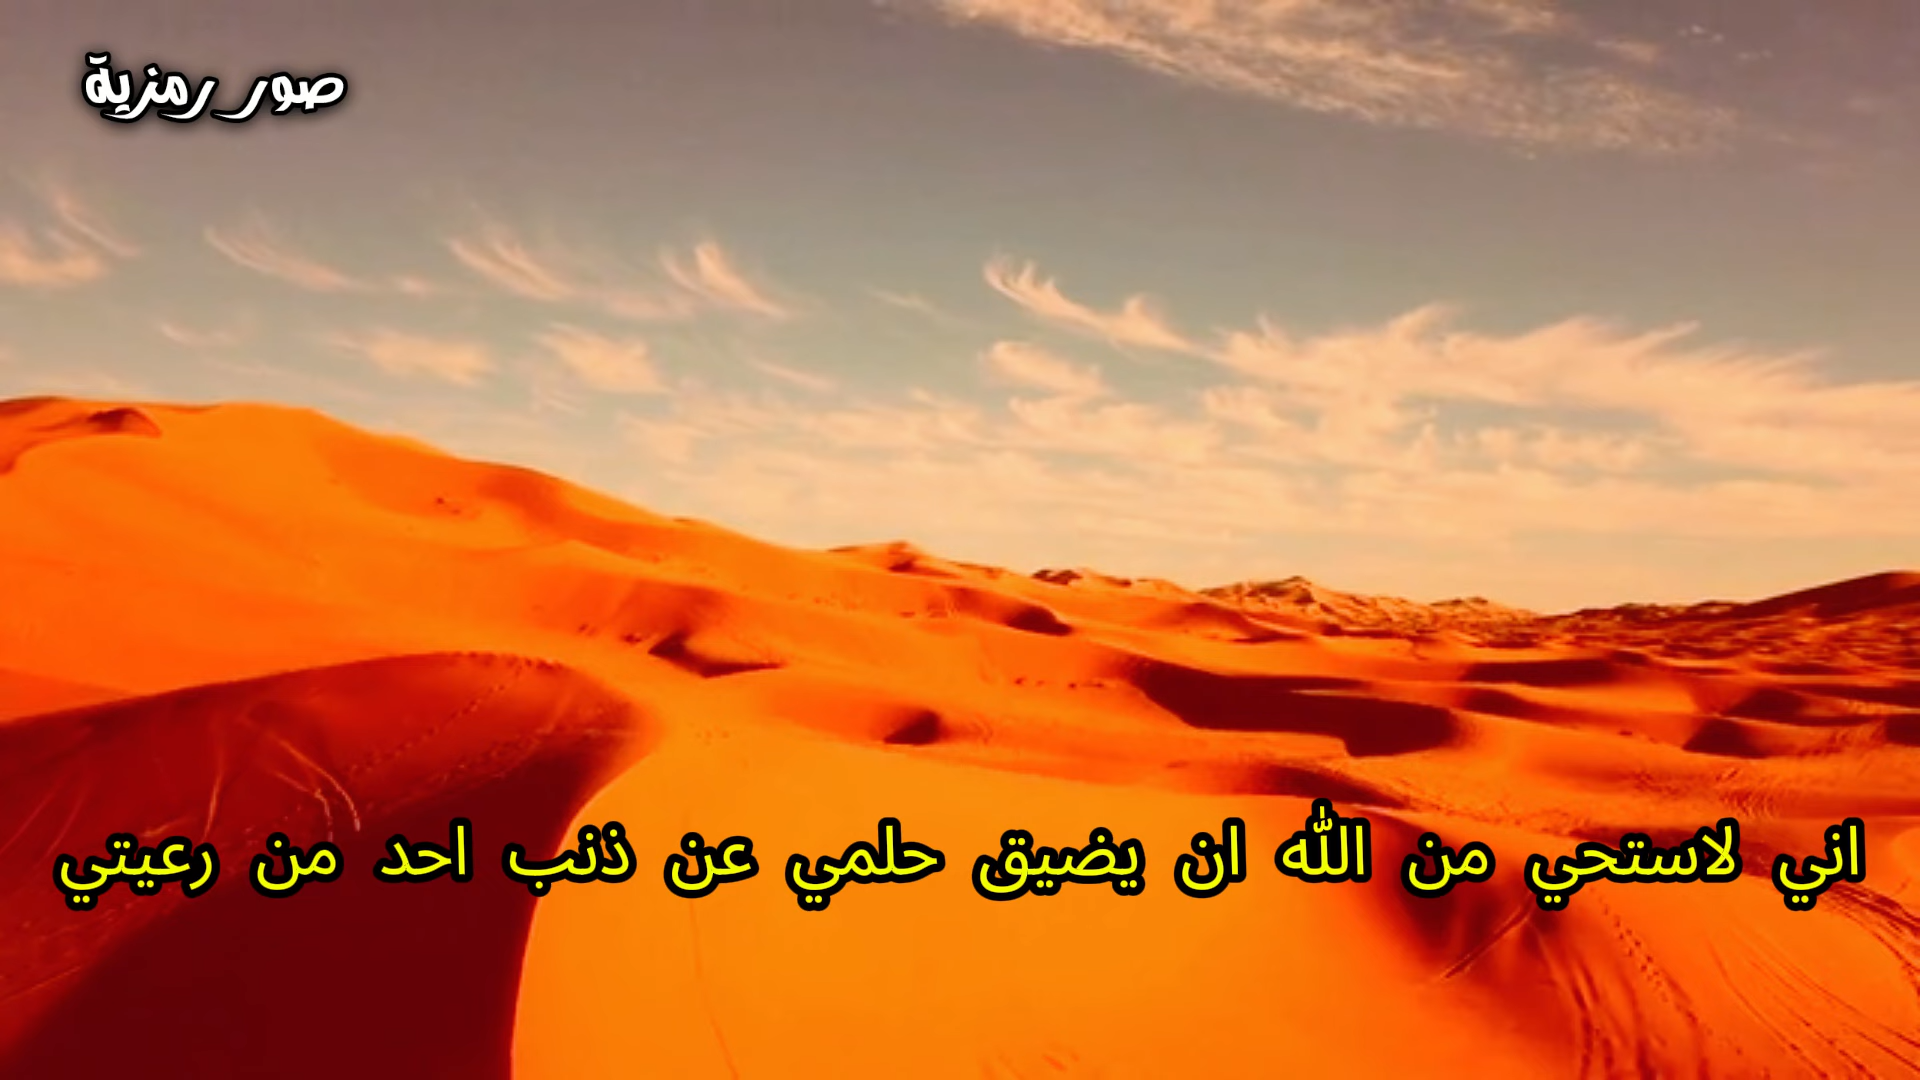 صور رمزية
اني لاستحي من الله ان يضيق حلمي عن ذنب احد من رعيتي